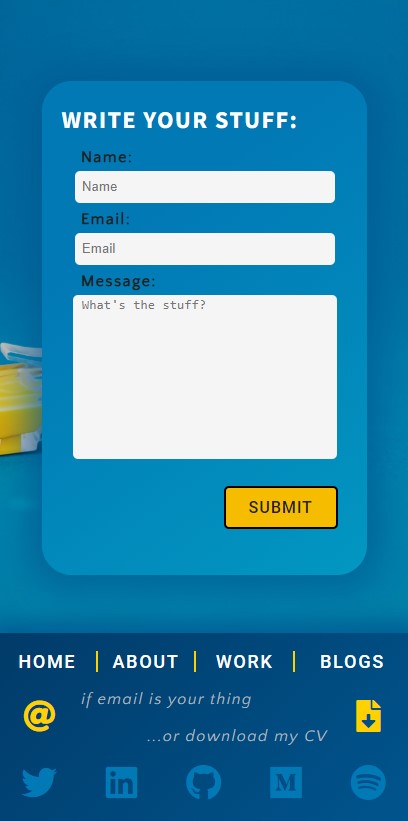 WRITE YOUR STUFF:
Name:
Name
Email:
Email
Message:
What's the stuff?
SUBMIT
HOME ABOUT WORK BLOGS
if email is your thing
@
...or download my CV